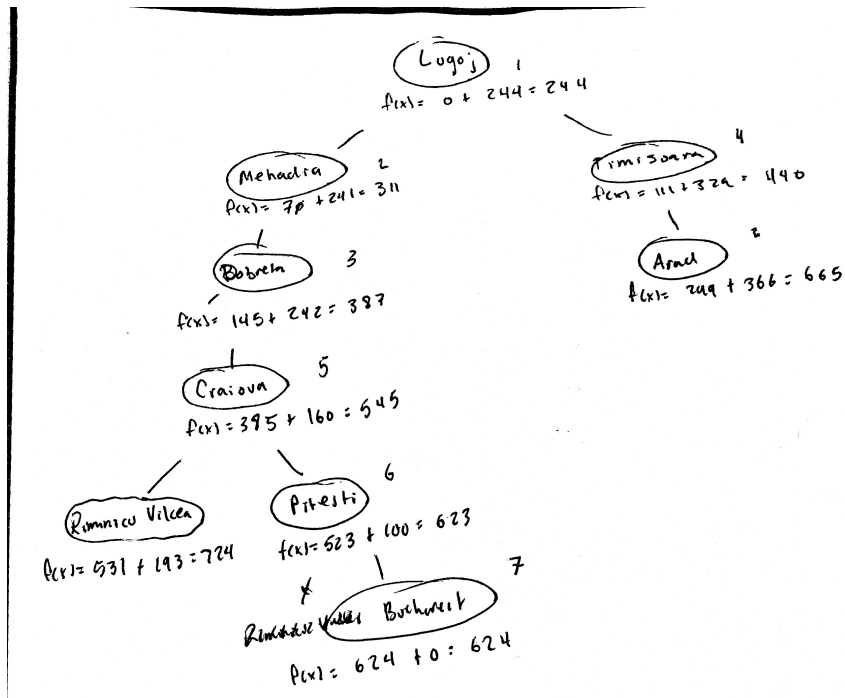 Lugoj 1
f(x)= 0 + 244 = 244
Mehadia 2
f(x)= 70 + 241 = 311
Timisoara 4
f(x)= 111 + 329 = 440
Bobreta 3
f(x)= 145 + 242 = 387
Arad
f(x)= 299 + 366 = 665
Craiova 5
f(x)= 385 + 160 = 545
Rimnicu Vilcea
f(x)= 531 + 193 = 724
Pitesti 6
f(x)= 523 + 100 = 623
Bucharest 7
f(x)= 624 + 0 = 624